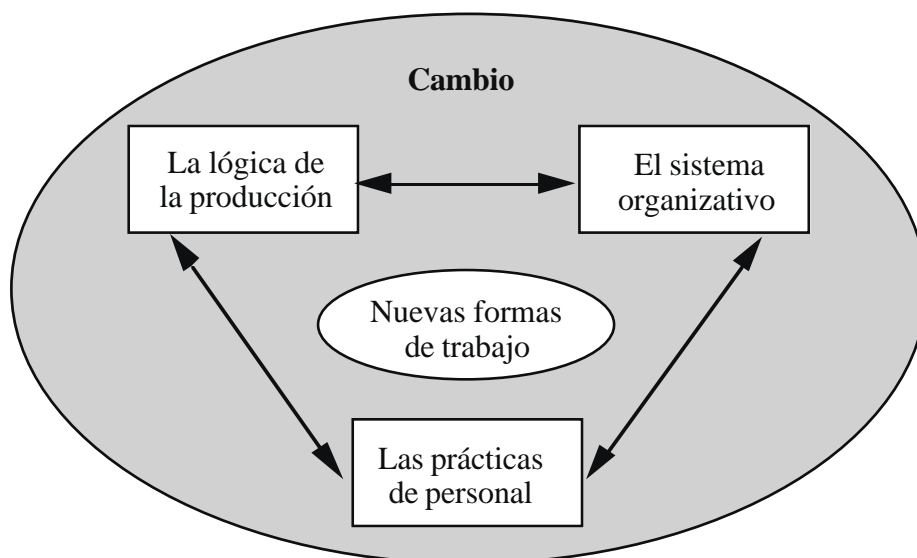 Cambio
La lógica de
la producción
El sistema
organizativo
Nuevas formas
de trabajo
Las prácticas
de personal